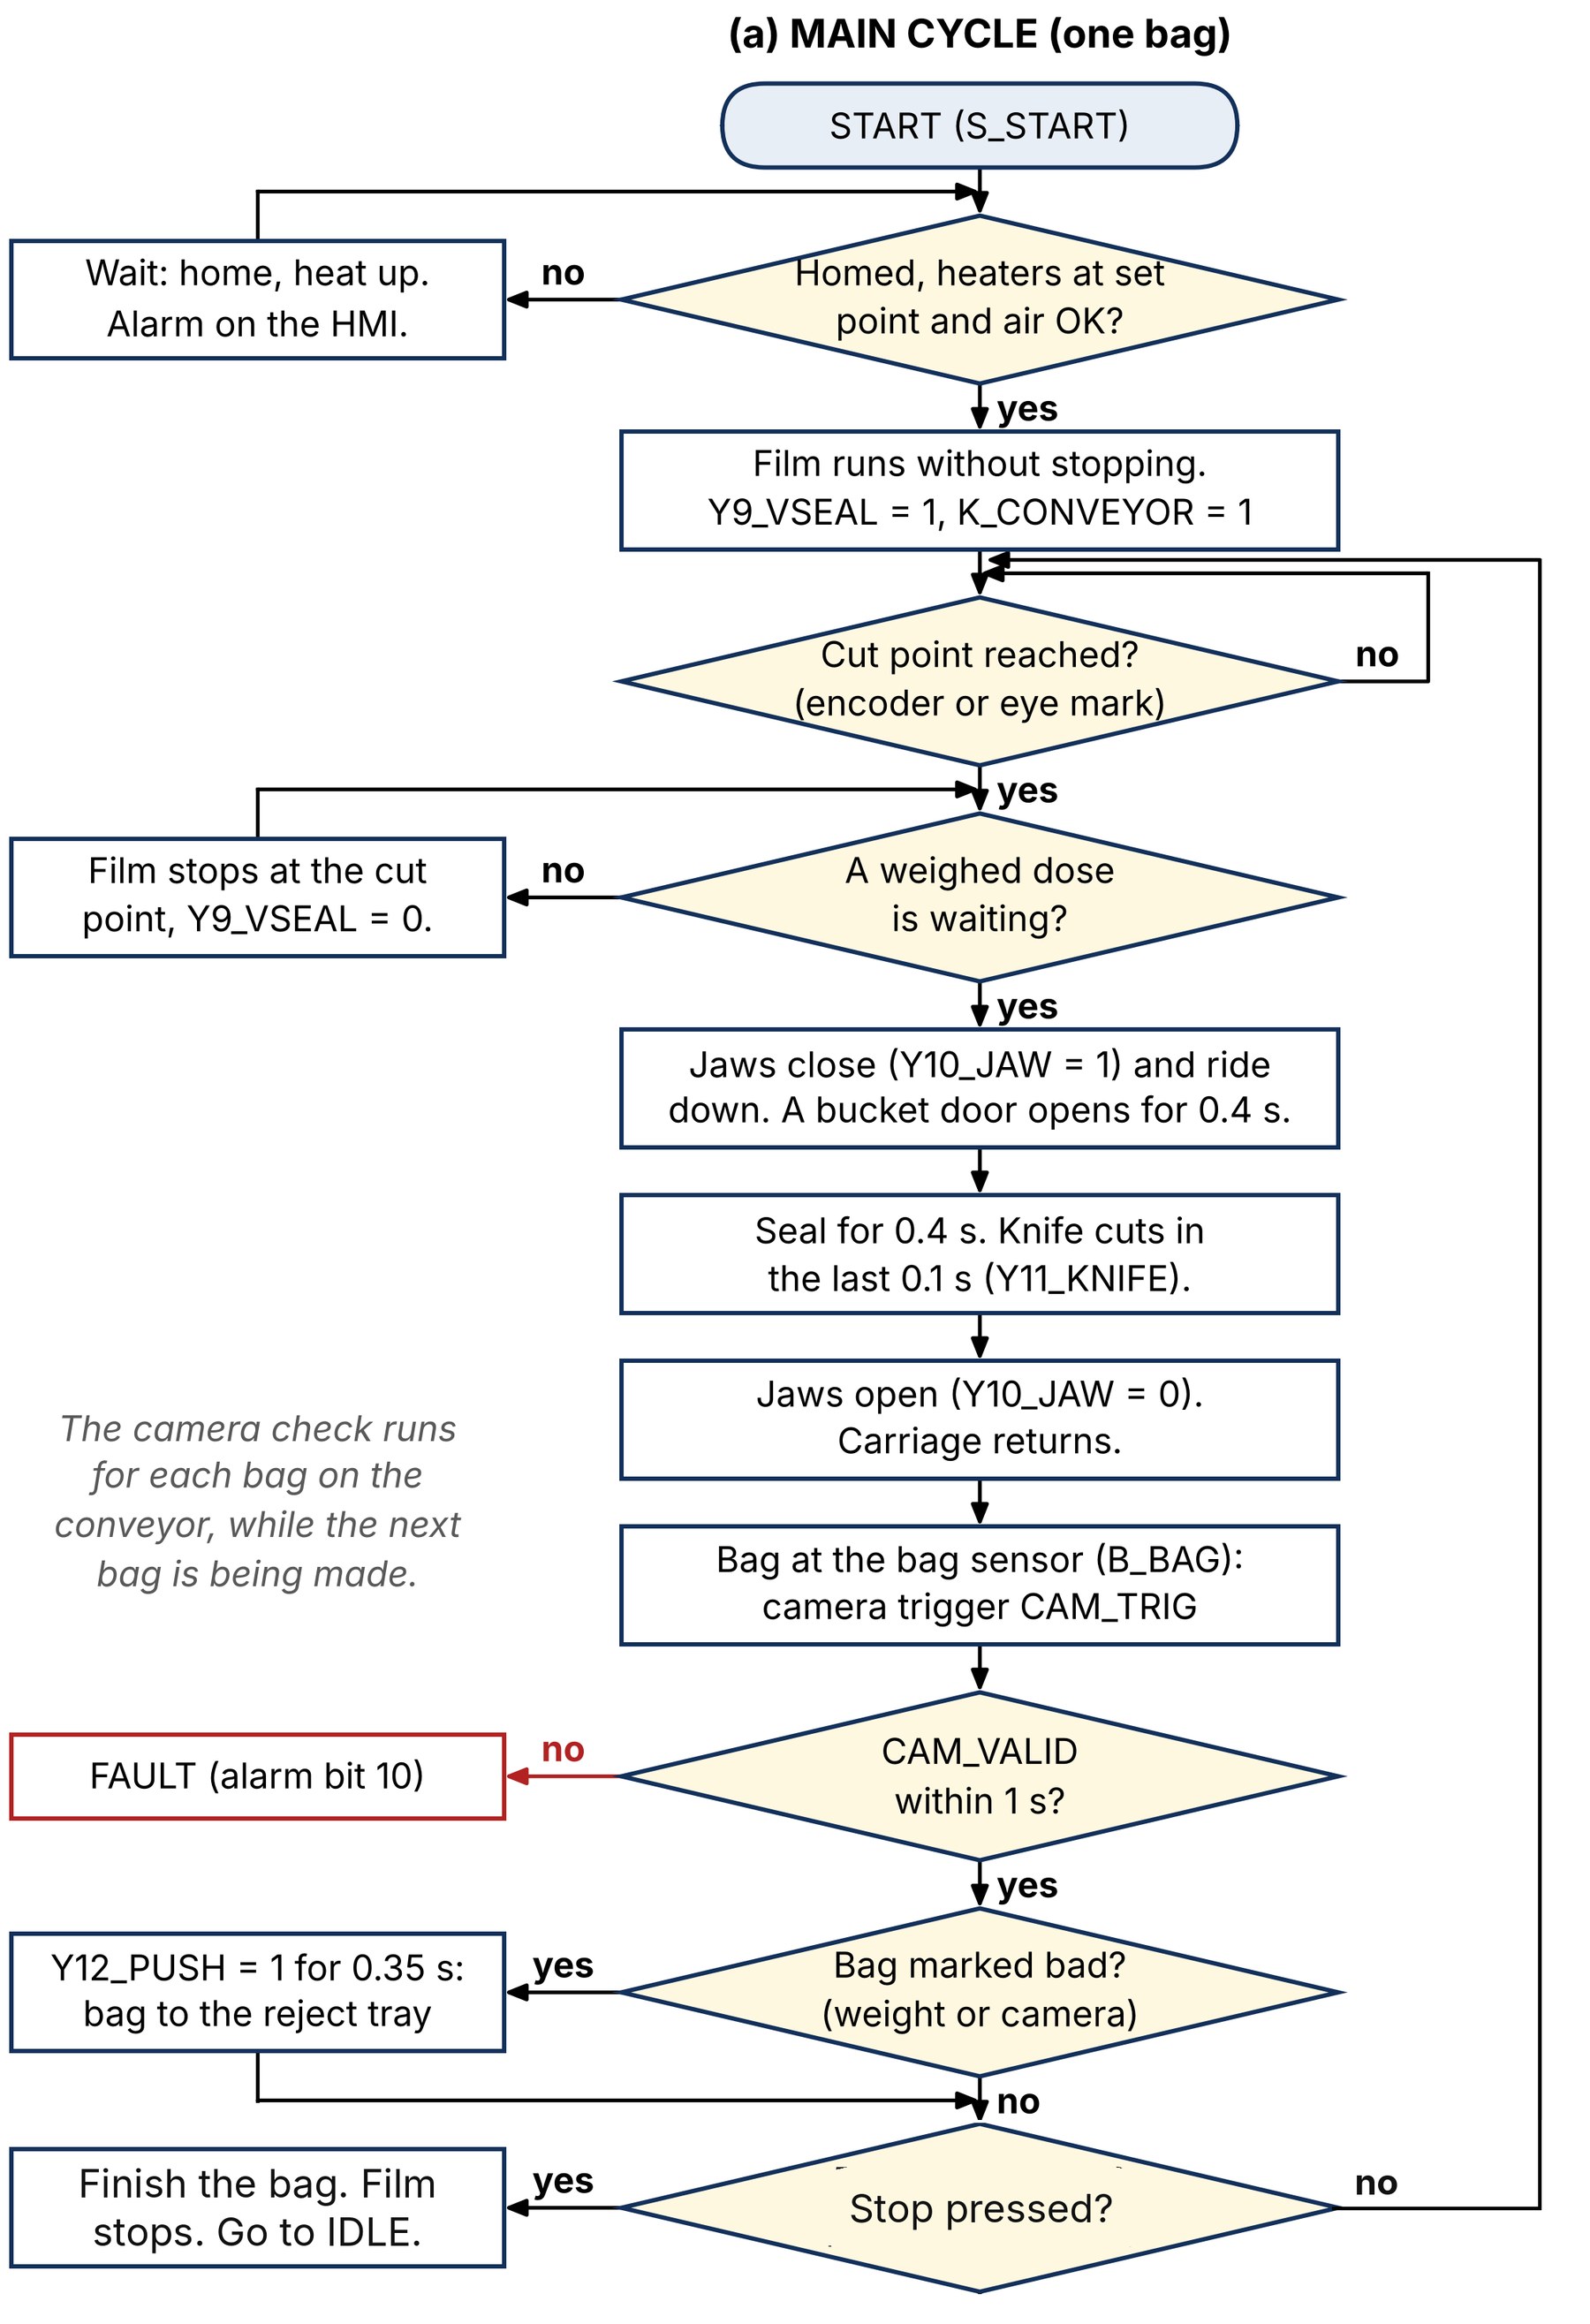 (a) MAIN CYCLE (one bag)
START (S_START)
Homed, heaters at set
point and air OK?
no
Wait: home, heat up.
Alarm on the HMI.
yes
Film runs without stopping.
Y9_VSEAL = 1, K_CONVEYOR = 1
Cut point reached?
(encoder or eye mark)
no
yes
A weighed dose
is waiting?
no
Film stops at the cut
point, Y9_VSEAL = 0.
yes
Jaws close (Y10_JAW = 1) and ride
down. A bucket door opens for 0.4 s.
Seal for 0.4 s. Knife cuts in
the last 0.1 s (Y11_KNIFE).
Jaws open (Y10_JAW = 0).
Carriage returns.
The camera check runs
for each bag on the
conveyor, while the next
bag is being made.
Bag at the bag sensor (B_BAG):
camera trigger CAM_TRIG
CAM_VALID
within 1 s?
no
FAULT (alarm bit 10)
yes
Bag marked bad?
(weight or camera)
yes
Y12_PUSH = 1 for 0.35 s:
bag to the reject tray
no
Stop pressed?
yes
Finish the bag. Film
stops. Go to IDLE.
no